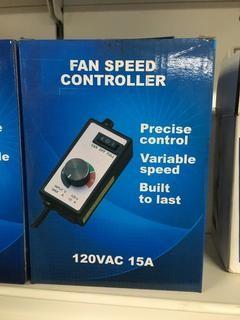 FAN SPEED
CONTROLLER
Precise
control
Variable
speed
Built
to last
120VAC 15A